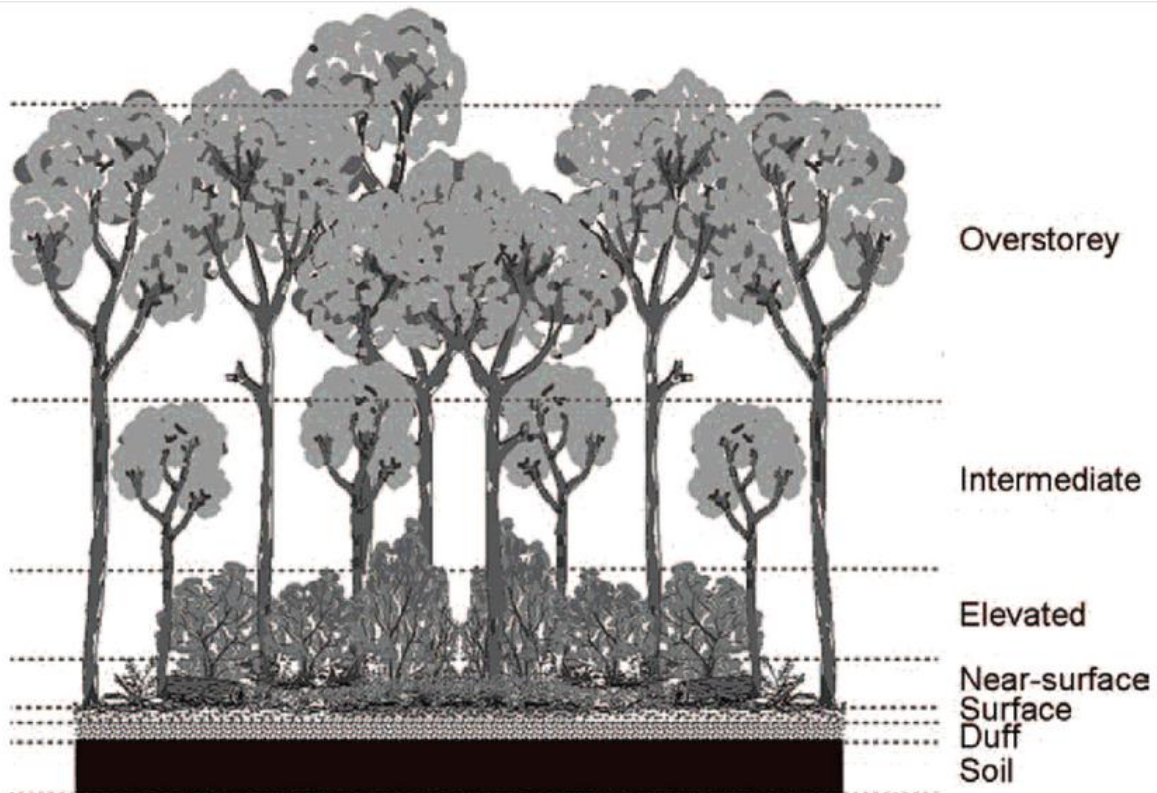 Overstorey
Intermediate
Elevated
Near-surface
Surface
Duff
Soil